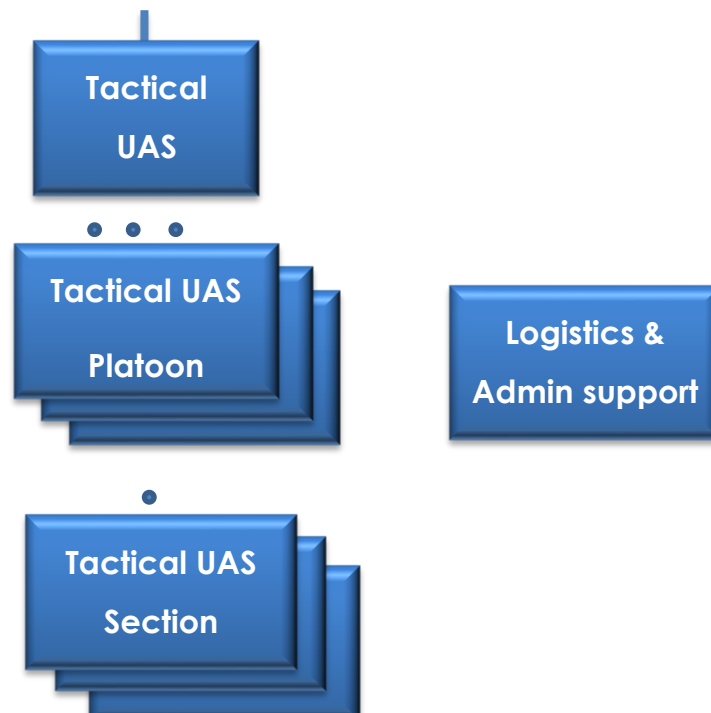 Tactical
UAS
Tactical UAS
Platoon
Logistics &
Admin support
Tactical UAS
Section